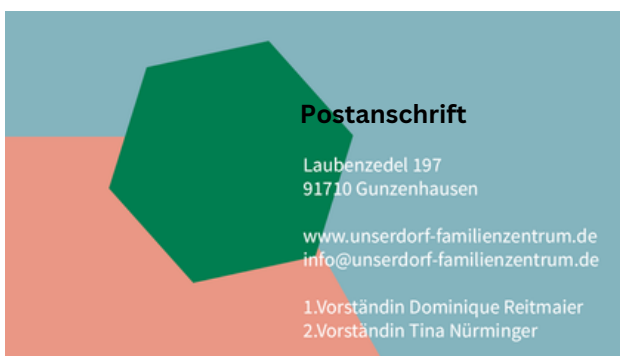 Postanschrift
Laubenzedel 197
91710 Gunzenhausen
www.unserdorf-familienzentrum.de
info@unserdorf-familienzentrum.de
1.Vorständin Dominique Reitmaier
2.Vorständin Tina Nürminger